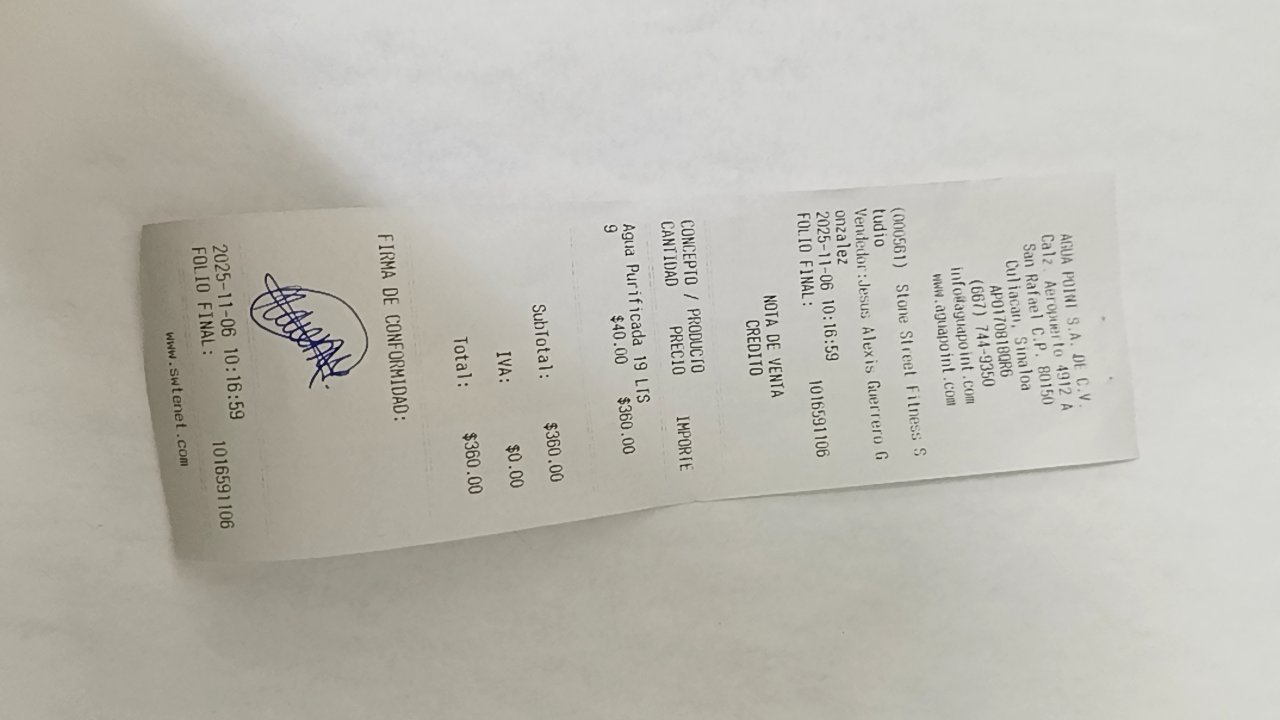 AGUA POINT S.A. DE C.V.
Calz. Aeropuerto 4912 A
San Rafael C.P. 80150
Culiacan, Sinaloa
APO170818QR6
(667) 744-9350
info@aguapoint.com
www.aguapoint.com
(000561) Stone Street Fitness S
tudio
Vendedor:Jesus Alexis Guerrero G
onzalez
2025-11-06 10:16:59
FOLIO FINAL: 1016591106
NOTA DE VENTA
CREDITO
CONCEPTO / PRODUCTO
CANTIDAD PRECIO IMPORTE
Agua Purificada 19 LTS
9 $40.00 $360.00
SubTotal: $360.00
IVA: $0.00
Total: $360.00
FIRMA DE CONFORMIDAD:
2025-11-06 10:16:59
FOLIO FINAL: 1016591106
www.swtenet.com